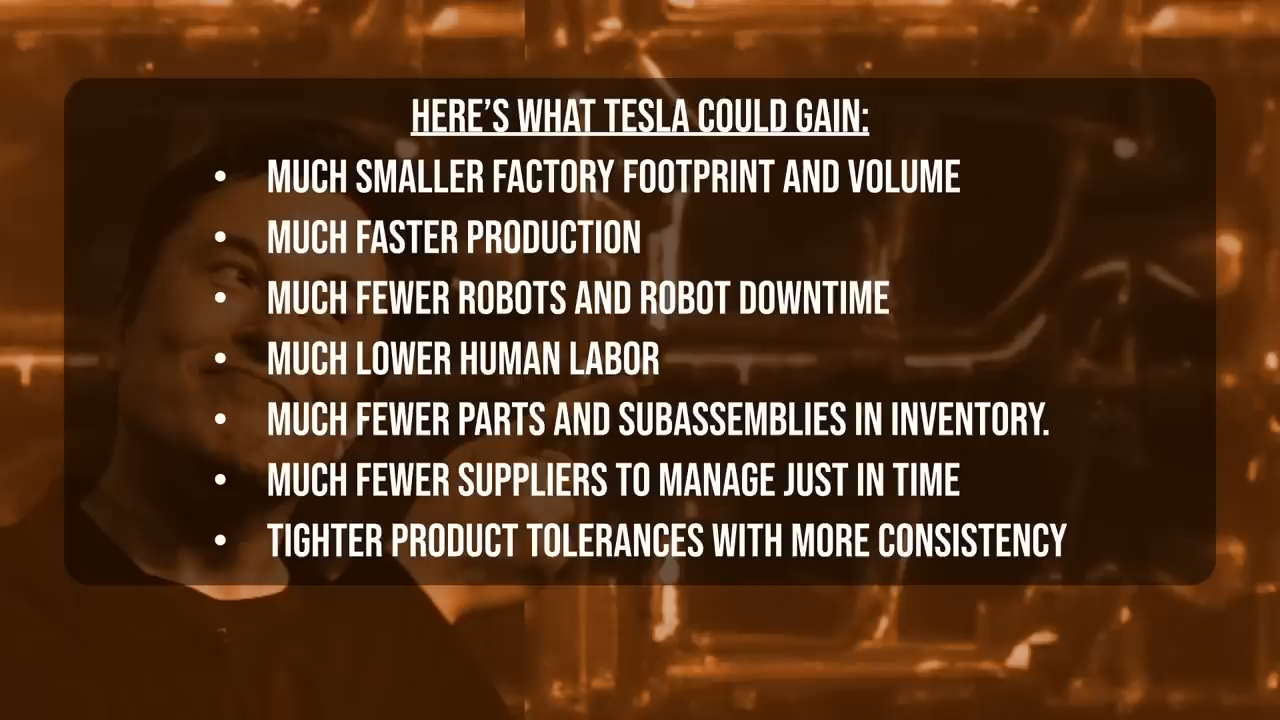 HERE’S WHAT TESLA COULD GAIN:
• MUCH SMALLER FACTORY FOOTPRINT AND VOLUME
• MUCH FASTER PRODUCTION
• MUCH FEWER ROBOTS AND ROBOT DOWNTIME
• MUCH LOWER HUMAN LABOR
• MUCH FEWER PARTS AND SUBASSEMBLIES IN INVENTORY.
• MUCH FEWER SUPPLIERS TO MANAGE JUST IN TIME
• TIGHTER PRODUCT TOLERANCES WITH MORE CONSISTENCY